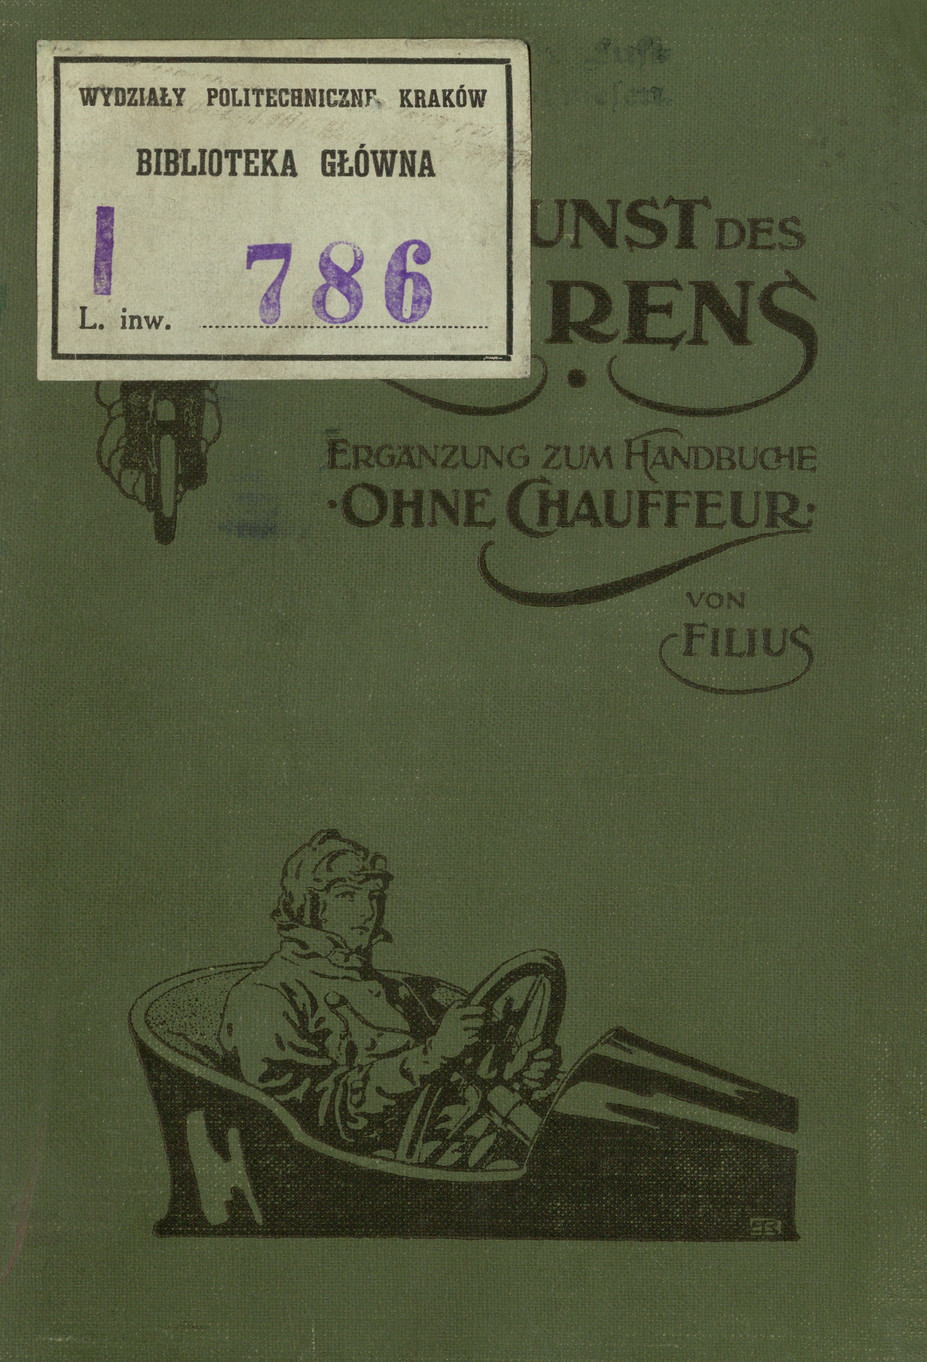 WYDZIAŁY POLITECHNICZNE KRAKÓW
BIBLIOTEKA GŁÓWNA
I
786
L. inw.
UNST DES
RENS
ERGÄNZUNG ZUM HANDBUCHE
·OHNE CHAUFFEUR·
VON
FILIUS